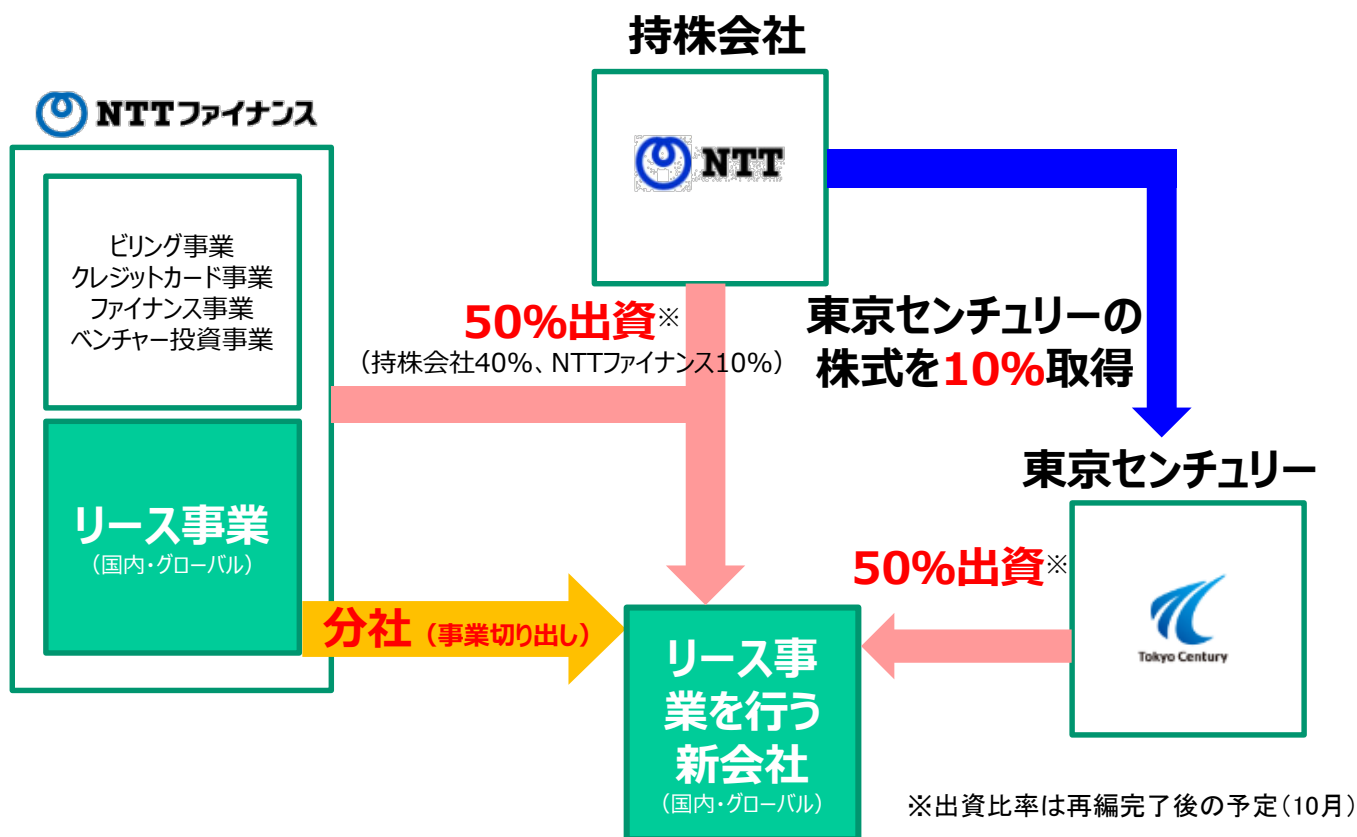 持株会社
NTTファイナンス
NTT
ビリング事業
クレジットカード事業
ファイナンス事業
ベンチャー投資事業
50%出資※
（持株会社40%、NTTファイナンス10%）
東京センチュリーの
株式を10%取得
東京センチュリー
リース事業
（国内・グローバル）
50%出資※
Tokyo Century
分社（事業切り出し）
リース事
業を行う
新会社
（国内・グローバル）
※出資比率は再編完了後の予定（10月）